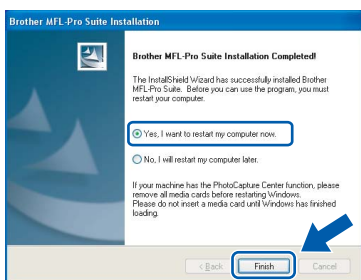 Brother MFL-Pro Suite Installation
Brother MFL-Pro Suite Installation Completed!
The InstallShield Wizard has successfully installed Brother
MFL-Pro Suite. Before you can use the program, you must
restart your computer.
Yes, I want to restart my computer now.
No, I will restart my computer later.
If your machine has the PhotoCapture Center function, please
remove all media cards before restarting Windows.
Please do not insert a media card until Windows has finished
loading.
< Back Finish Cancel